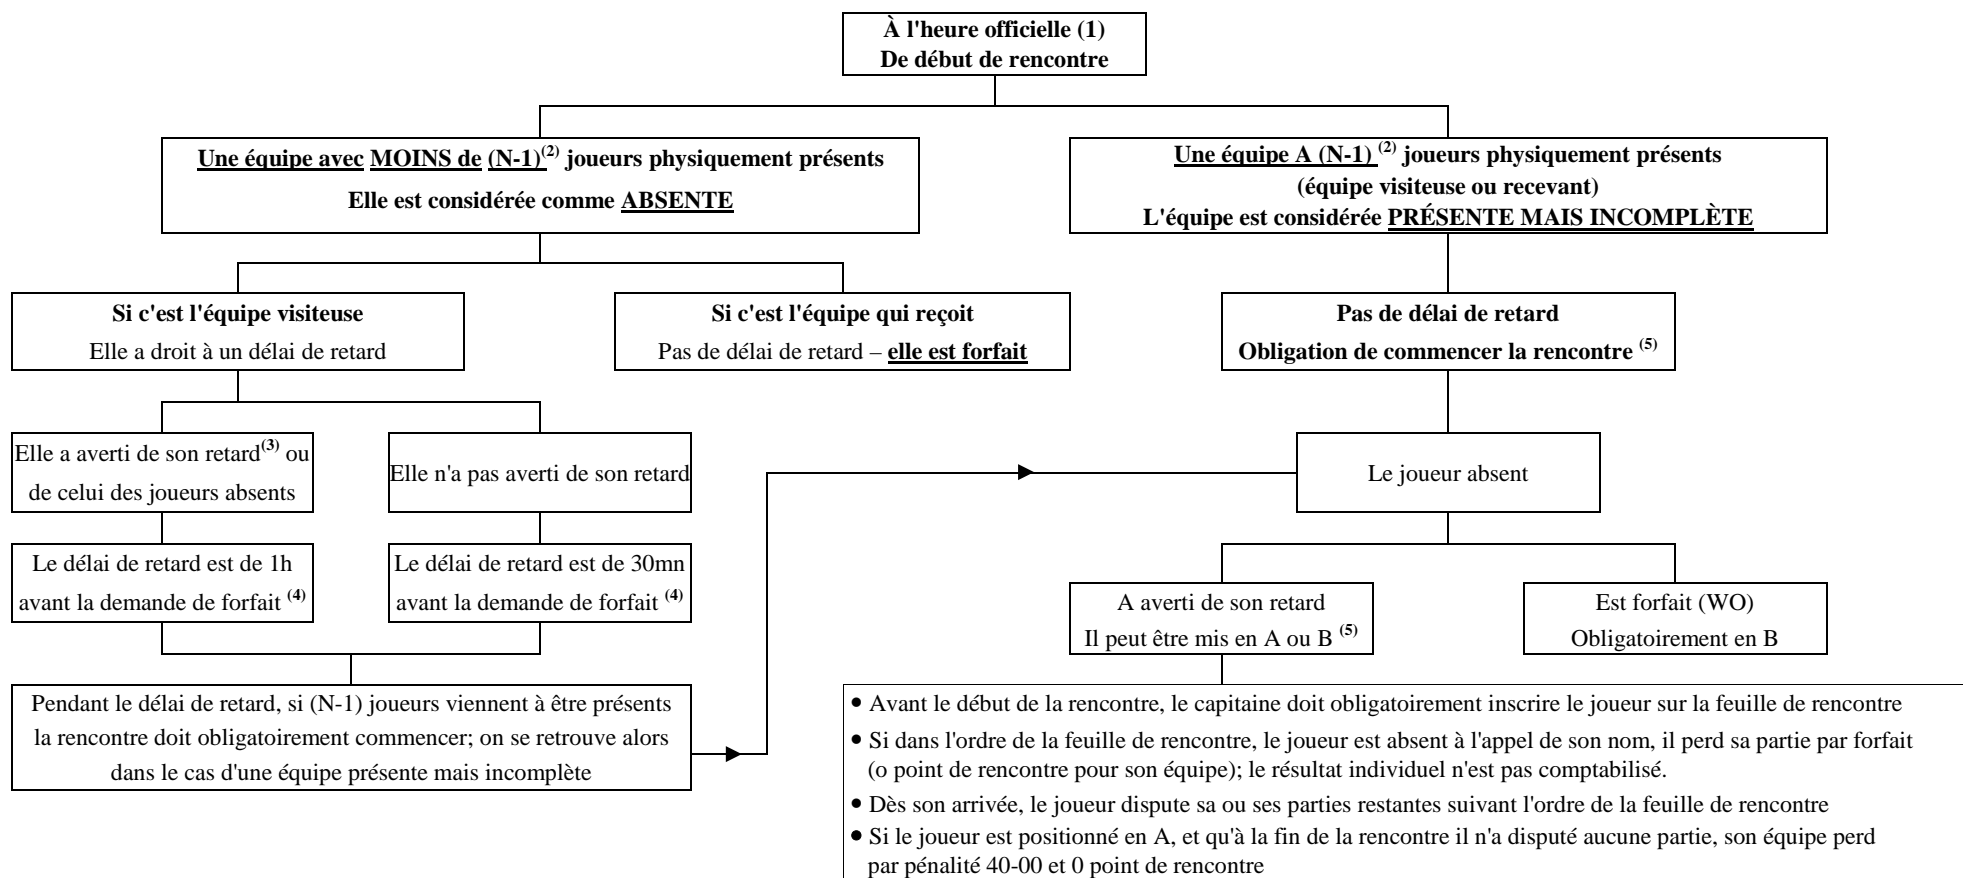 À l'heure officielle (1)
De début de rencontre
Une équipe avec MOINS de (N-1)(2) joueurs physiquement présents
Elle est considérée comme ABSENTE
Une équipe A (N-1) (2) joueurs physiquement présents
(équipe visiteuse ou recevant)
L'équipe est considérée PRÉSENTE MAIS INCOMPLÈTE
Si c'est l'équipe visiteuse
Elle a droit à un délai de retard
Si c'est l'équipe qui reçoit
Pas de délai de retard – elle est forfait
Pas de délai de retard
Obligation de commencer la rencontre (5)
Elle a averti de son retard(3) ou
de celui des joueurs absents
Elle n'a pas averti de son retard
Le joueur absent
Le délai de retard est de 1h
avant la demande de forfait (4)
Le délai de retard est de 30mn
avant la demande de forfait (4)
A averti de son retard
Il peut être mis en A ou B (5)
Est forfait (WO)
Obligatoirement en B
Pendant le délai de retard, si (N-1) joueurs viennent à être présents
la rencontre doit obligatoirement commencer; on se retrouve alors
dans le cas d'une équipe présente mais incomplète
• Avant le début de la rencontre, le capitaine doit obligatoirement inscrire le joueur sur la feuille de rencontre
• Si dans l'ordre de la feuille de rencontre, le joueur est absent à l'appel de son nom, il perd sa partie par forfait
(o point de rencontre pour son équipe); le résultat individuel n'est pas comptabilisé.
• Dès son arrivée, le joueur dispute sa ou ses parties restantes suivant l'ordre de la feuille de rencontre
• Si le joueur est positionné en A, et qu'à la fin de la rencontre il n'a disputé aucune partie, son équipe perd
par pénalité 40-00 et 0 point de rencontre